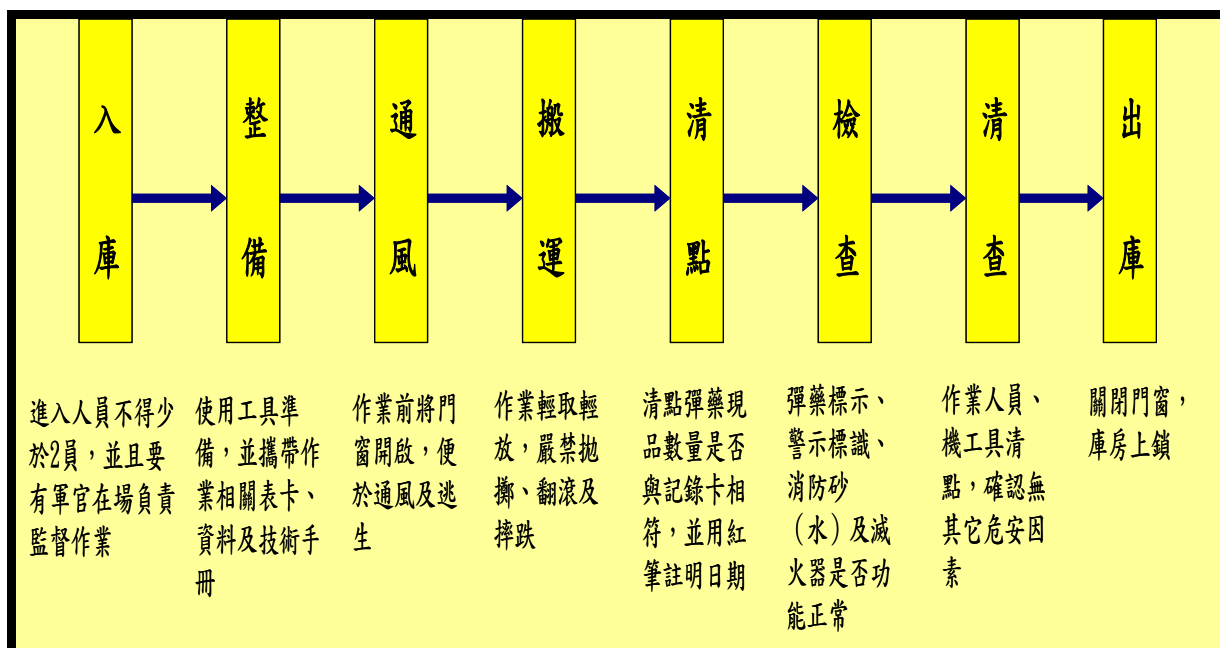 入庫
整備
通風
搬運
清點
檢查
清查
出庫
進入人員不得少
於2員，並且要
有軍官在場負責
監督作業
使用工具準
備，並攜帶作
業相關表卡、
資料及技術手
冊
作業前將門
窗開啟，便
於通風及逃
生
作業輕取輕
放，嚴禁拋
擲、翻滾及
摔跌
清點彈藥現
品數量是否
與記錄卡相
符，並用紅
筆註明日期
彈藥標示、
警示標識、
消防砂
（水）及滅
火器是否功
能正常
作業人員、
機工具清
點，確認無
其它危安因
素
關閉門窗，
庫房上鎖